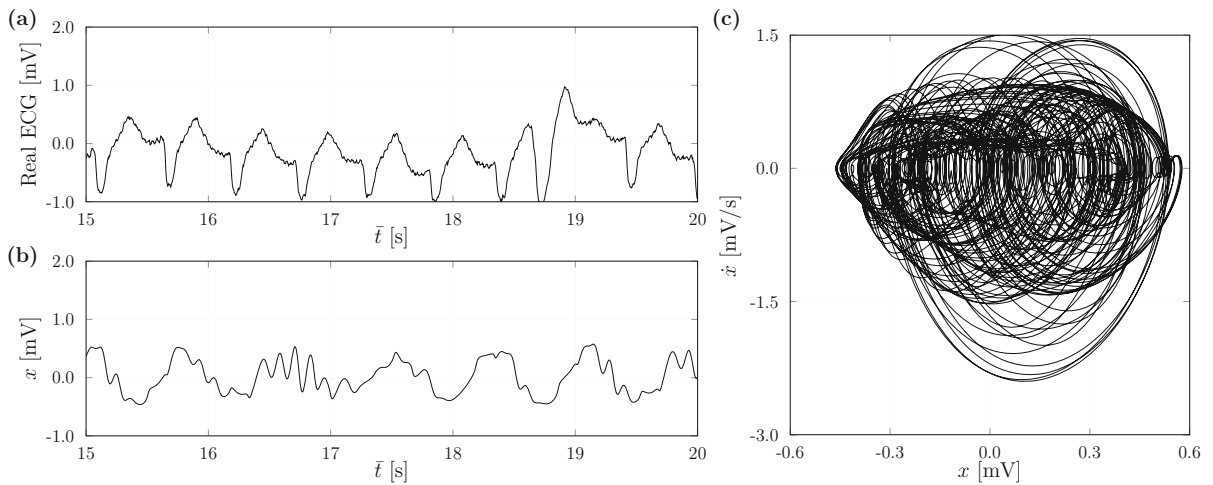 (a)
2.0
1.0
0.0
-1.0
Real ECG [mV]
15 16 17 18 19 20
t̄ [s]
(b)
2.0
1.0
0.0
-1.0
x [mV]
15 16 17 18 19 20
t̄ [s]
(c)
1.5
0.0
-1.5
-3.0
ẋ [mV/s]
-0.6 -0.3 0.0 0.3 0.6
x [mV]